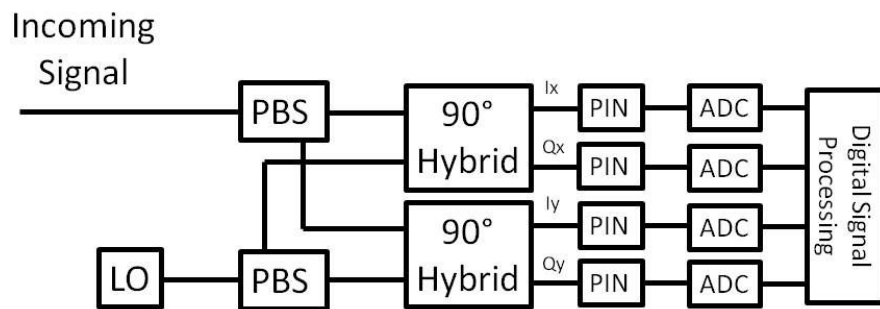 Incoming
Signal
PBS
90°
Hybrid
Ix
PIN
ADC
Qx
PIN
ADC
Digital Signal
Processing
LO
PBS
90°
Hybrid
Iy
PIN
ADC
Qy
PIN
ADC